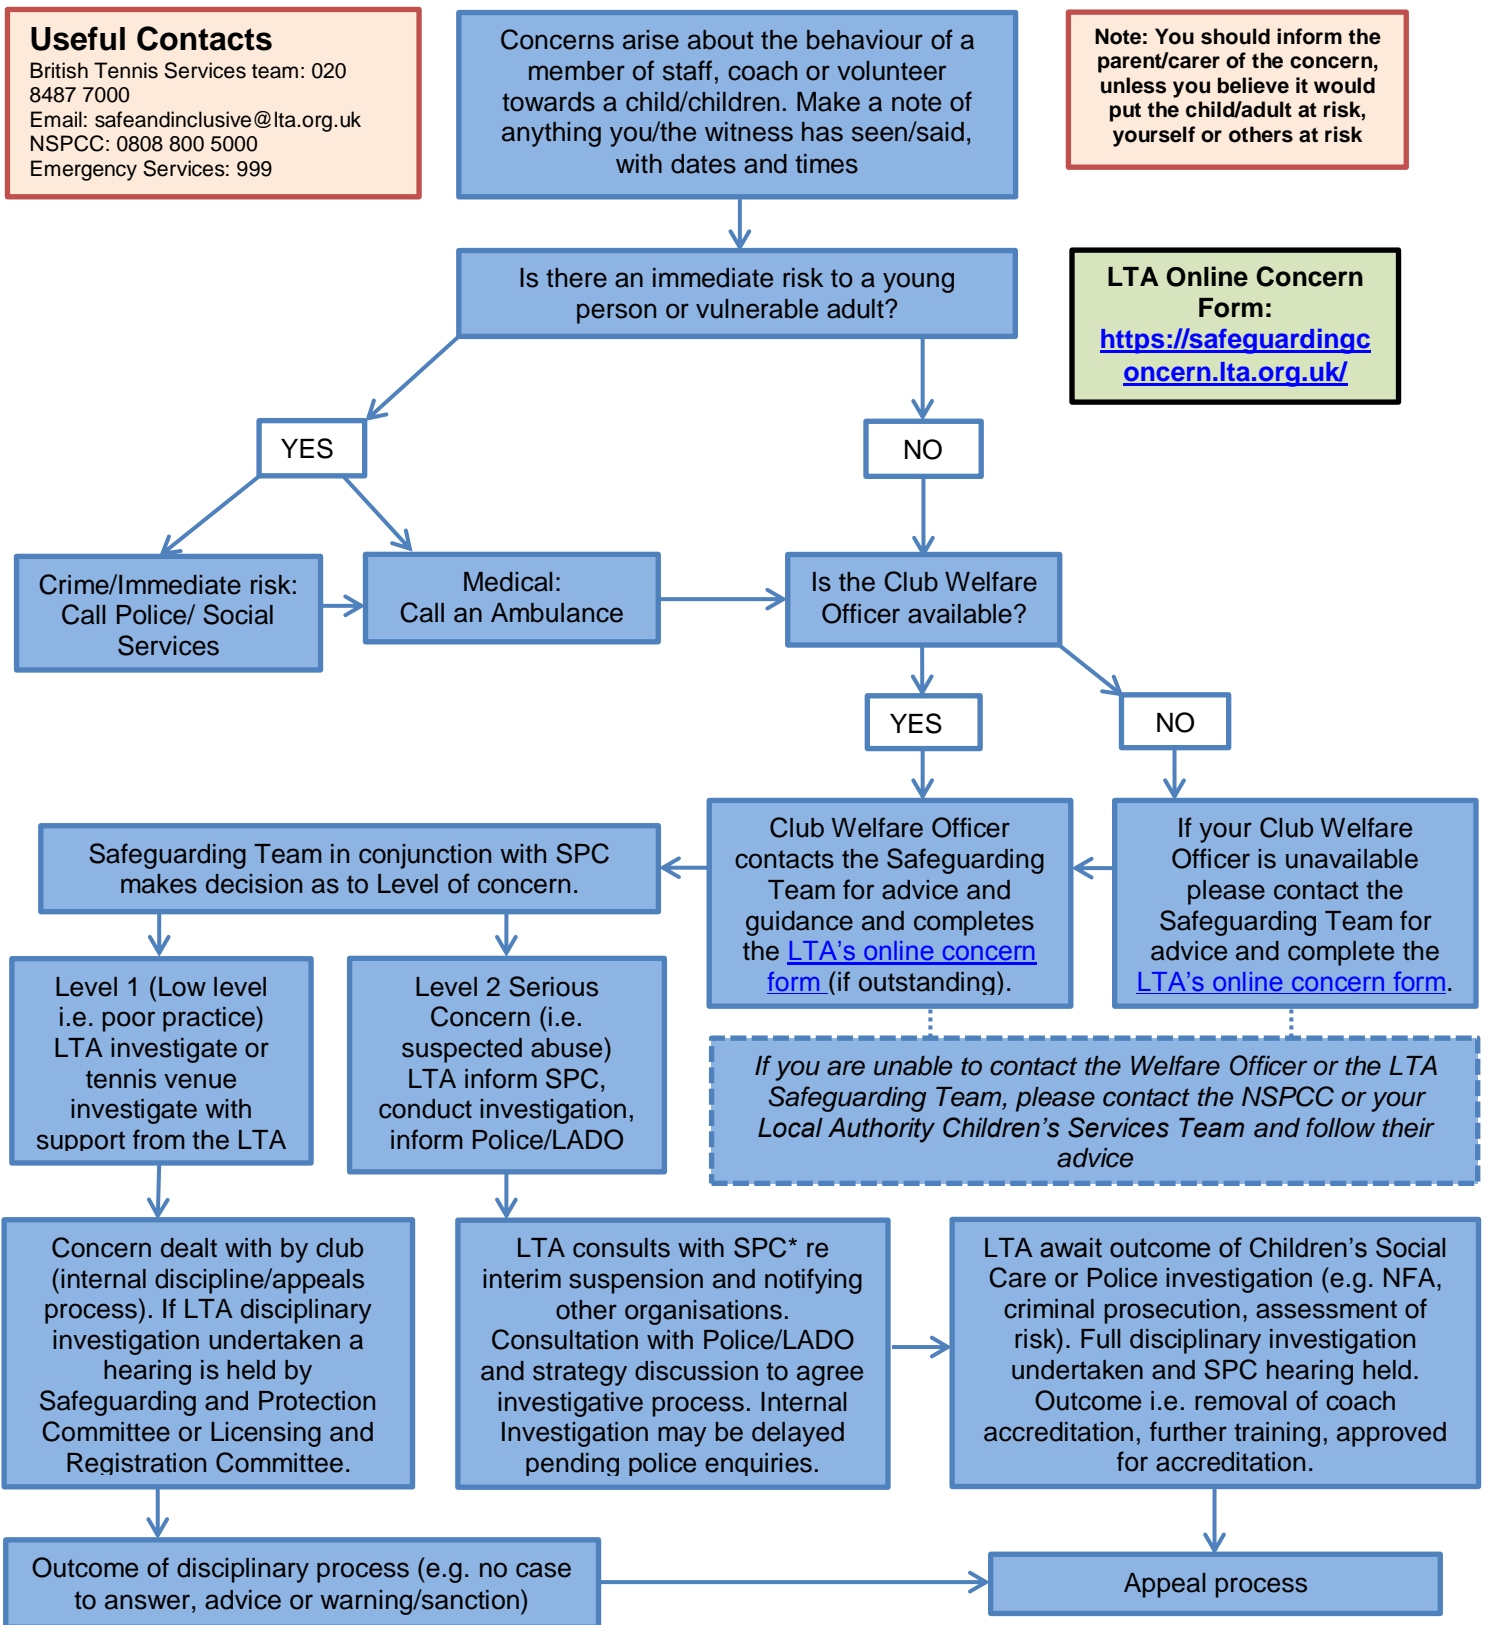 Useful Contacts
British Tennis Services team: 020
8487 7000
Email: safeandinclusive@lta.org.uk
NSPCC: 0808 800 5000
Emergency Services: 999
Concerns arise about the behaviour of a
member of staff, coach or volunteer
towards a child/children. Make a note of
anything you/the witness has seen/said,
with dates and times
Note: You should inform the
parent/carer of the concern,
unless you believe it would
put the child/adult at risk,
yourself or others at risk
Is there an immediate risk to a young
person or vulnerable adult?
LTA Online Concern
Form:
https://safeguardingc
oncern.lta.org.uk/
YES
NO
Crime/Immediate risk:
Call Police/ Social
Services
Medical:
Call an Ambulance
Is the Club Welfare
Officer available?
YES
NO
Safeguarding Team in conjunction with SPC
makes decision as to Level of concern.
Club Welfare Officer
contacts the Safeguarding
Team for advice and
guidance and completes
the LTA's online concern
form (if outstanding).
If your Club Welfare
Officer is unavailable
please contact the
Safeguarding Team for
advice and complete the
LTA's online concern form.
Level 1 (Low level
i.e. poor practice)
LTA investigate or
tennis venue
investigate with
support from the LTA
Level 2 Serious
Concern (i.e.
suspected abuse)
LTA inform SPC,
conduct investigation,
inform Police/LADO
If you are unable to contact the Welfare Officer or the LTA
Safeguarding Team, please contact the NSPCC or your
Local Authority Children's Services Team and follow their
advice
Concern dealt with by club
(internal discipline/appeals
process). If LTA disciplinary
investigation undertaken a
hearing is held by
Safeguarding and Protection
Committee or Licensing and
Registration Committee.
LTA consults with SPC* re
interim suspension and notifying
other organisations.
Consultation with Police/LADO
and strategy discussion to agree
investigative process. Internal
Investigation may be delayed
pending police enquiries.
LTA await outcome of Children's Social
Care or Police investigation (e.g. NFA,
criminal prosecution, assessment of
risk). Full disciplinary investigation
undertaken and SPC hearing held.
Outcome i.e. removal of coach
accreditation, further training, approved
for accreditation.
Outcome of disciplinary process (e.g. no case
to answer, advice or warning/sanction)
Appeal process